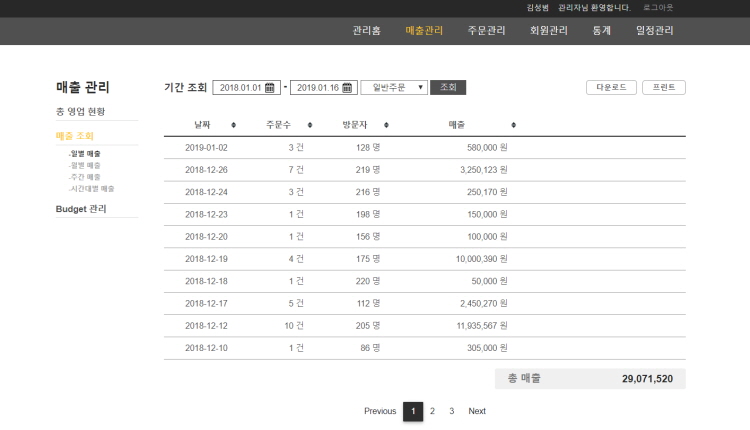 김성범 관리자님 환영합니다. 로그아웃
관리홈 매출관리 주문관리 회원관리 통계 일정관리
매출 관리
총 영업 현황
매출 조회
-일별 매출
-월별 매출
-주간 매출
-시간대별 매출
Budget 관리
기간 조회 2018.01.01 - 2019.01.16 일반주문 조회 다운로드 프린트
날짜 주문수 방문자 매출
2019-01-02 3 건 128 명 580,000 원
2018-12-26 7 건 219 명 3,250,123 원
2018-12-24 3 건 216 명 250,170 원
2018-12-23 1 건 198 명 150,000 원
2018-12-20 1 건 156 명 100,000 원
2018-12-19 4 건 175 명 10,000,390 원
2018-12-18 1 건 220 명 50,000 원
2018-12-17 5 건 112 명 2,450,270 원
2018-12-12 10 건 205 명 11,935,567 원
2018-12-10 1 건 86 명 305,000 원
총 매출 29,071,520
Previous 1 2 3 Next